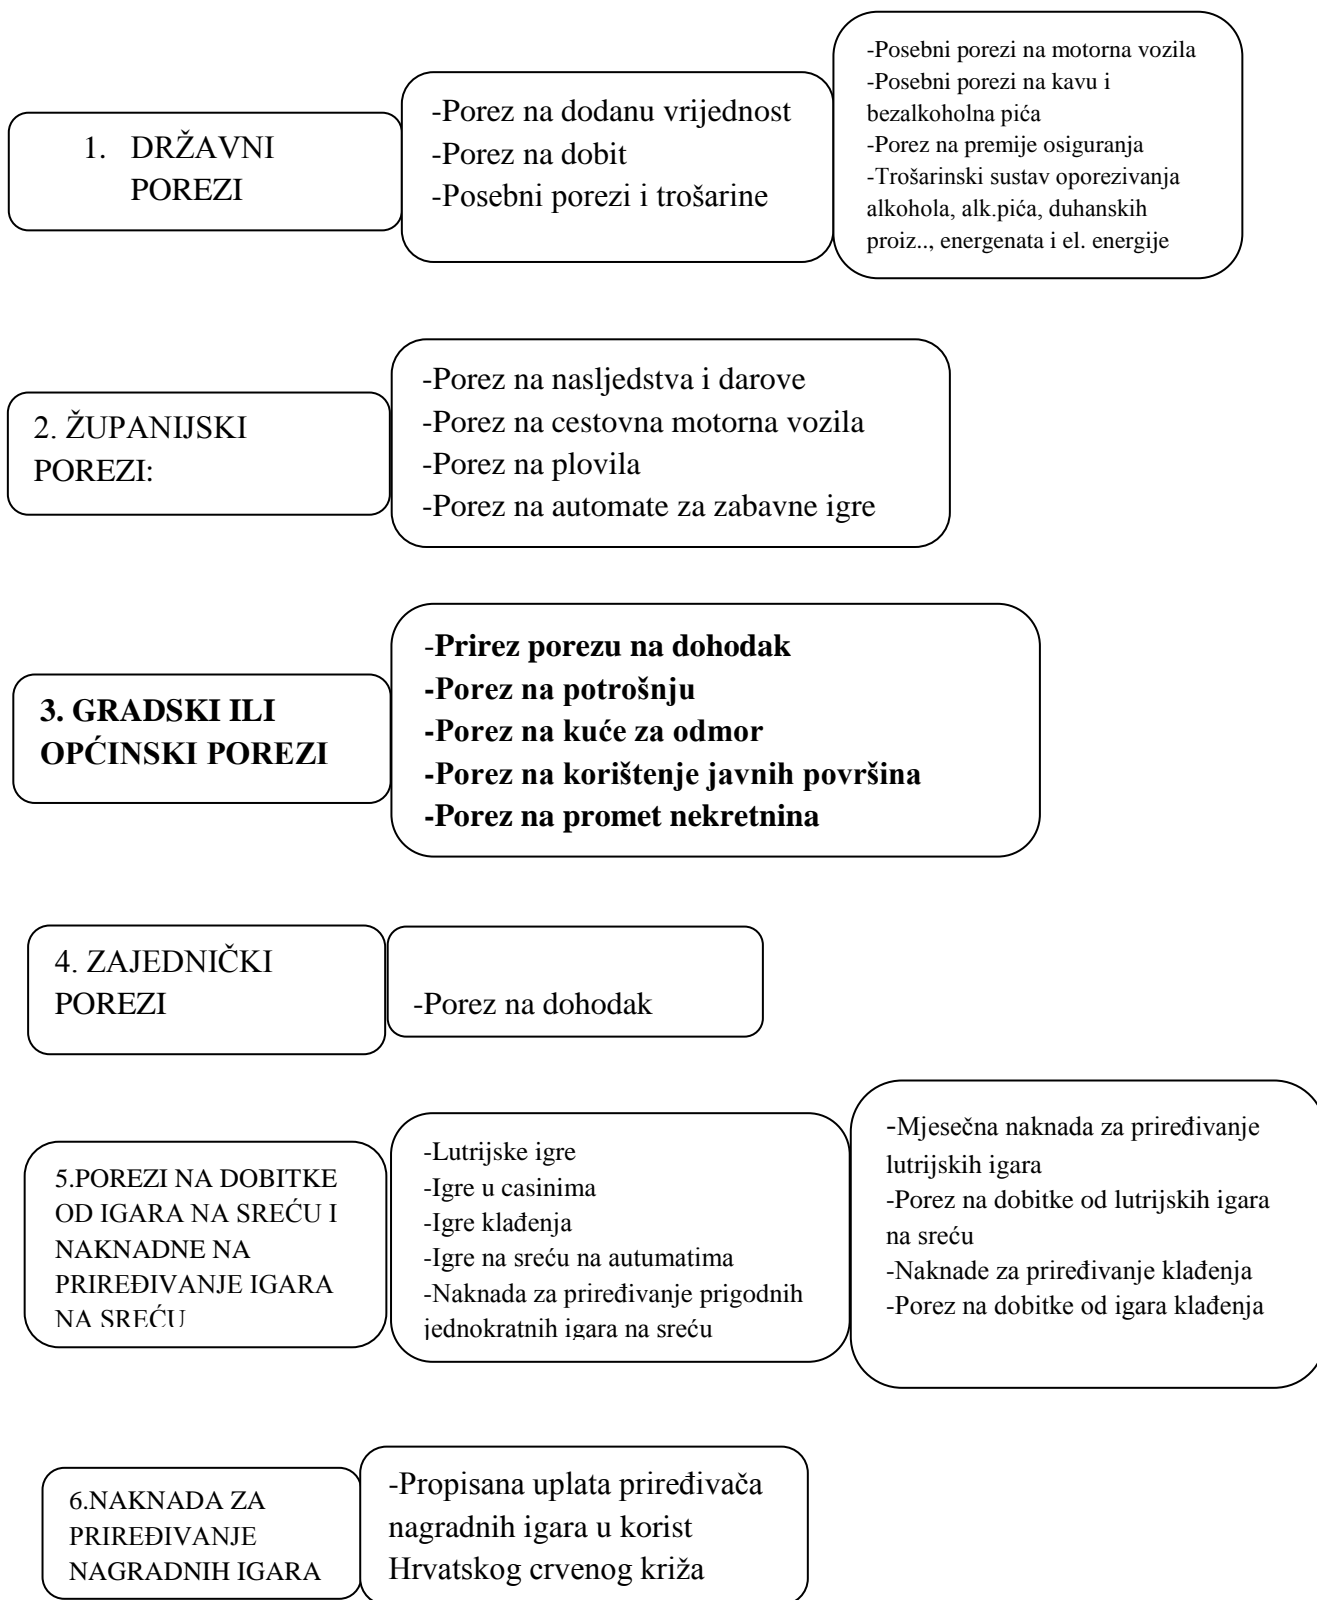 1. DRŽAVNI
POREZI
-Porez na dodanu vrijednost
-Porez na dobit
-Posebni porezi i trošarine
-Posebni porezi na motorna vozila
-Posebni porezi na kavu i
bezalkoholna pića
-Porez na premije osiguranja
-Trošarinski sustav oporezivanja
alkohola, alk.pića, duhanskih
proiz.., energenata i el. energije
2. ŽUPANIJSKI
POREZI:
-Porez na nasljedstva i darove
-Porez na cestovna motorna vozila
-Porez na plovila
-Porez na automate za zabavne igre
3. GRADSKI ILI
OPĆINSKI POREZI
-Prirez porezu na dohodak
-Porez na potrošnju
-Porez na kuće za odmor
-Porez na korištenje javnih površina
-Porez na promet nekretnina
4. ZAJEDNIČKI
POREZI
-Porez na dohodak
5.POREZI NA DOBITKE
OD IGARA NA SREĆU I
NAKNADNE NA
PRIREĐIVANJE IGARA
NA SREĆU
-Lutrijske igre
-Igre u casinima
-Igre klađenja
-Igre na sreću na autumatima
-Naknada za priređivanje prigodnih
jednokratnih igara na sreću
-Mjesečna naknada za priređivanje
lutrijskih igara
-Porez na dobitke od lutrijskih igara
na sreću
-Naknade za priređivanje klađenja
-Porez na dobitke od igara klađenja
6.NAKNADA ZA
PRIREĐIVANJE
NAGRADNIH IGARA
-Propisana uplata priređivača
nagradnih igara u korist
Hrvatskog crvenog križa